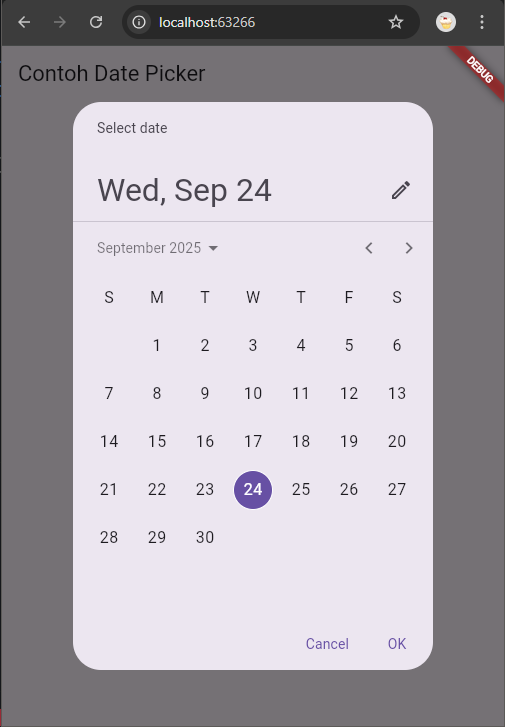 localhost:63266
Contoh Date Picker
DEBUG
Select date
Wed, Sep 24
September 2025
S M T W T F S
1 2 3 4 5 6
7 8 9 10 11 12 13
14 15 16 17 18 19 20
21 22 23 24 25 26 27
28 29 30
Cancel OK